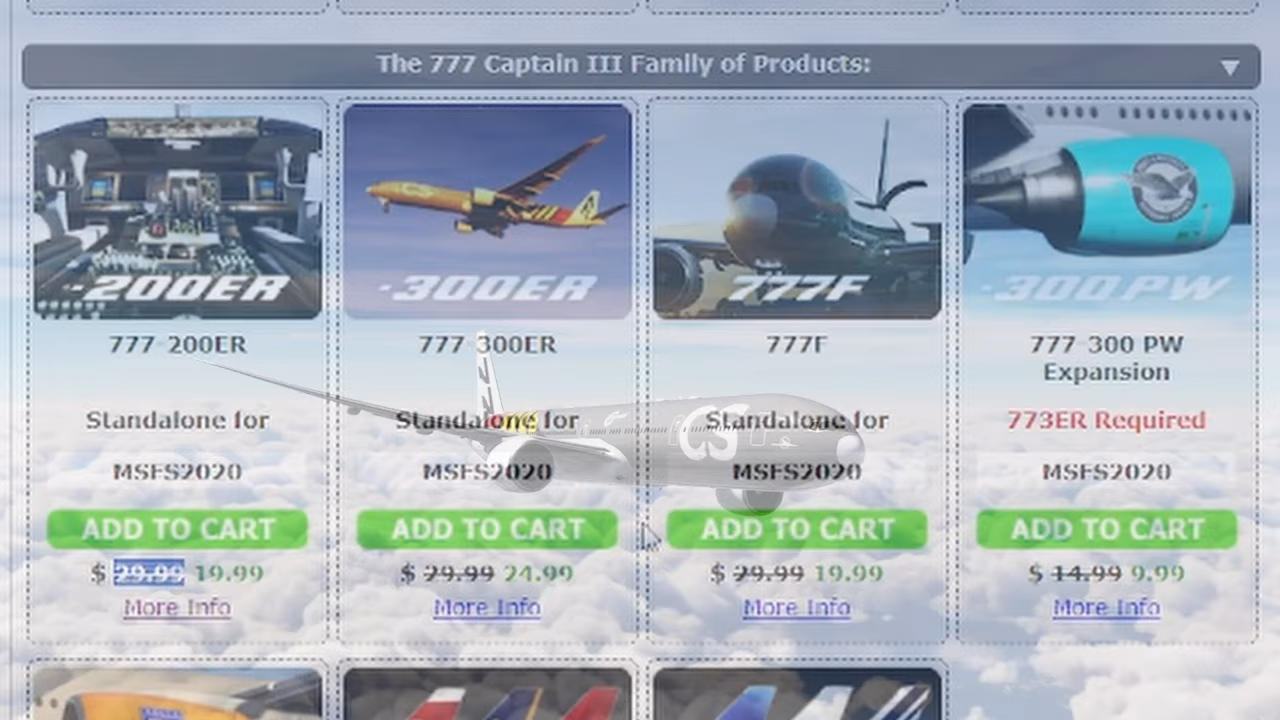 The 777 Captain III Family of Products:
-200ER
-300ER
777F
-300PW
777-200ER
777-300ER
777F
777-300 PW
Expansion
Standalone for
Standalone for
Standalone for
773ER Required
CS
MSFS2020
MSFS2020
MSFS2020
MSFS2020
ADD TO CART
ADD TO CART
ADD TO CART
ADD TO CART
$ 29.99 19.99
$ 29.99 24.99
$ 29.99 19.99
$ 14.99 9.99
More Info
More Info
More Info
More Info